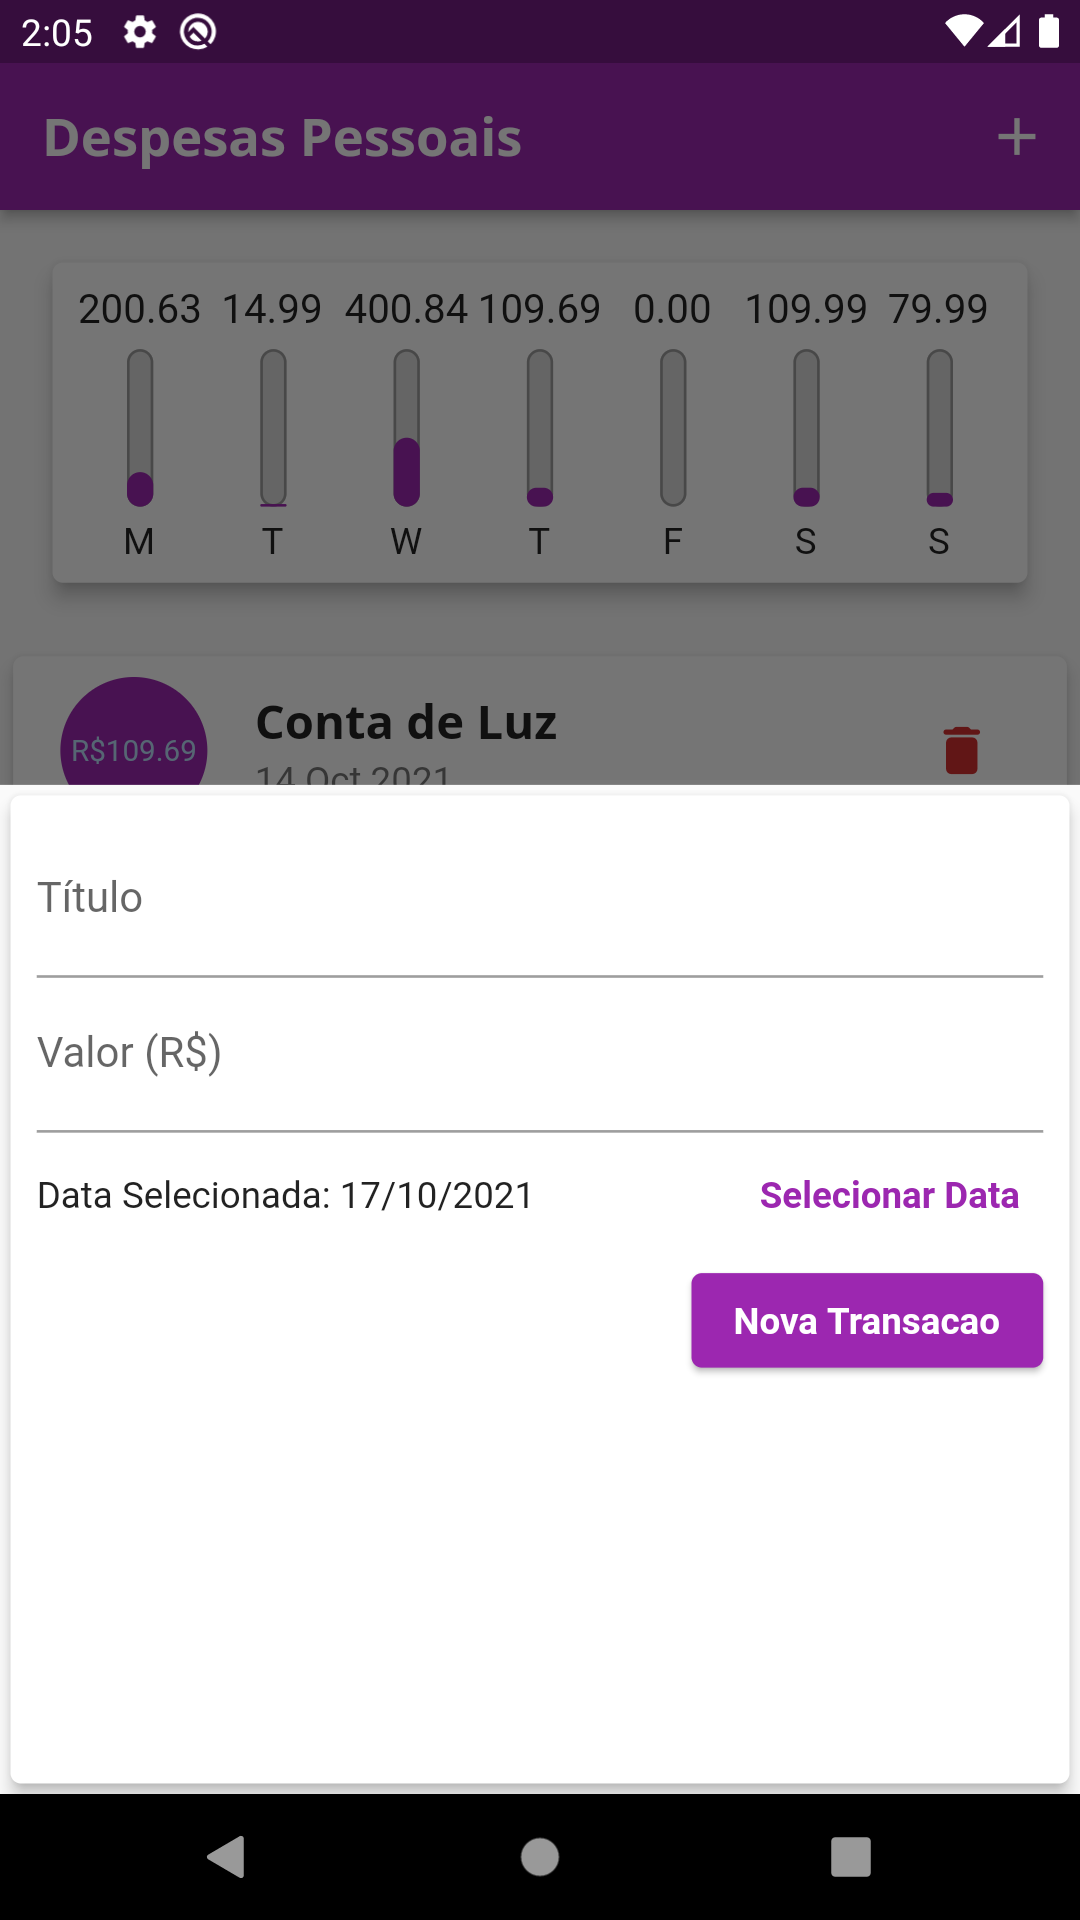 2:05
Despesas Pessoais
200.63 14.99 400.84 109.69 0.00 109.99 79.99
M T W T F S S
Conta de Luz
R$109.69
14 Oct 2021
Título
Valor (R$)
Data Selecionada: 17/10/2021 Selecionar Data
Nova Transacao